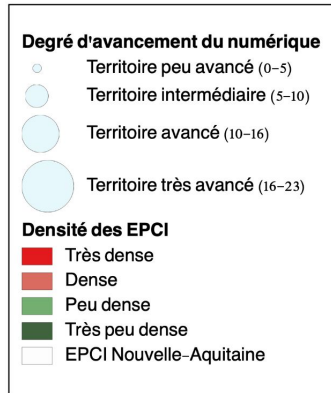 Degré d'avancement du numérique
Territoire peu avancé (0–5)
Territoire intermédiaire (5–10)
Territoire avancé (10–16)
Territoire très avancé (16–23)
Densité des EPCI
Très dense
Dense
Peu dense
Très peu dense
EPCI Nouvelle–Aquitaine